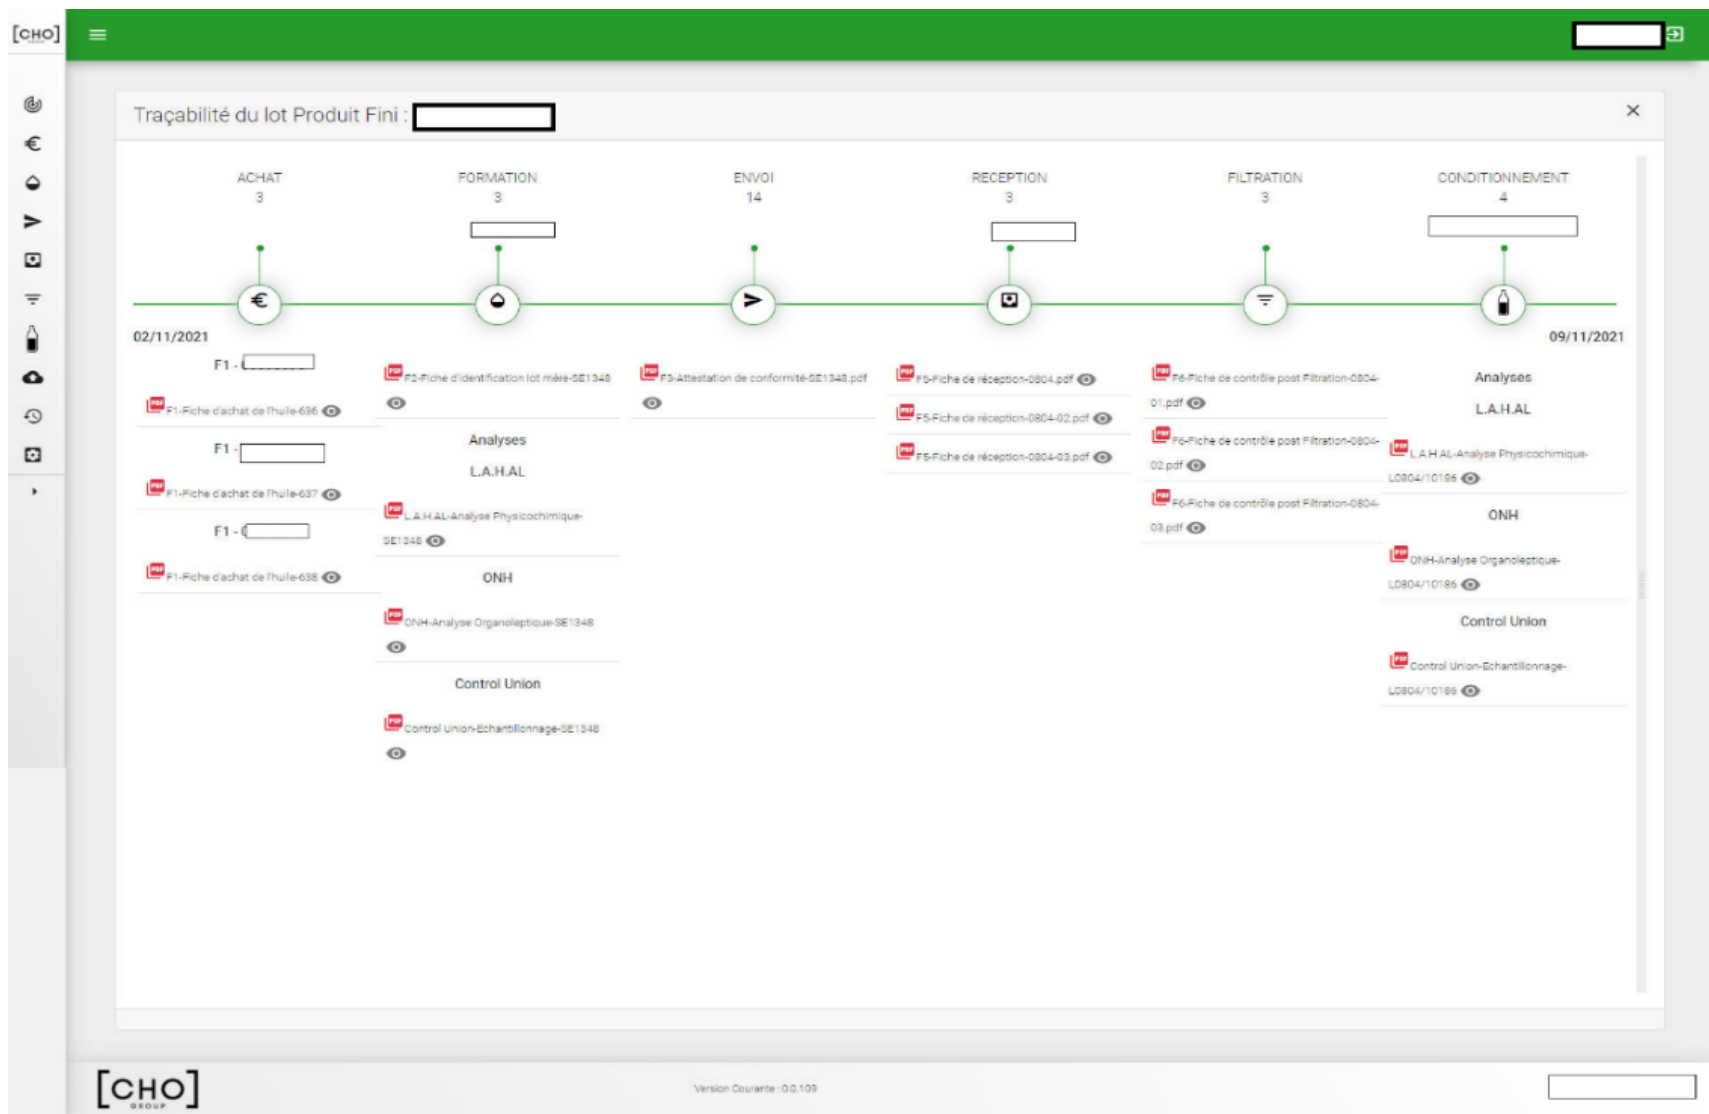 [CHO]
Traçabilité du lot Produit Fini :
ACHAT
3
FORMATION
3
ENVOI
14
RECEPTION
3
FILTRATION
3
CONDITIONNEMENT
4
02/11/2021
09/11/2021
F1 -
F1-Fiche d'achat de l'huile-636
F1 -
F1-Fiche d'achat de l'huile-637
F1 -
F1-Fiche d'achat de l'huile-638
F2-Fiche d'identification lot mère-SE1348
Analyses
L.A.H.AL
L.A.H.AL-Analyse Physicochimique-
SE1348
ONH
ONH-Analyse Organoleptique-SE1348
Control Union
Control Union-Echantillonnage-SE1348
F3-Attestation de conformité-SE1348.pdf
F5-Fiche de réception-0804.pdf
F5-Fiche de réception-0804-02.pdf
F5-Fiche de réception-0804-03.pdf
F6-Fiche de contrôle post Filtration-0804-
01.pdf
F6-Fiche de contrôle post Filtration-0804-
02.pdf
F6-Fiche de contrôle post Filtration-0804-
03.pdf
Analyses
L.A.H.AL
L.A.H.AL-Analyse Physicochimique-
L0804/10186
ONH
ONH-Analyse Organoleptique-
L0804/10186
Control Union
Control Union-Echantillonnage-
L0804/10186
[CHO]
GROUP
Version Courante : 0.0.109